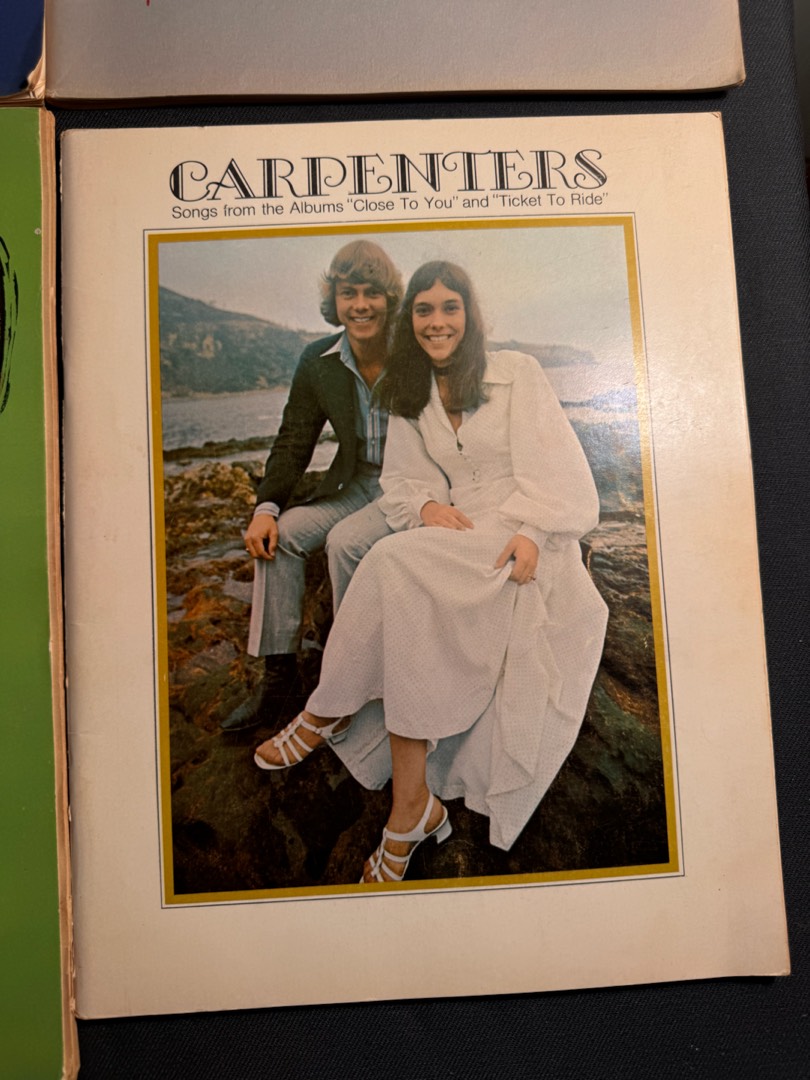 CARPENTERS
Songs from the Albums "Close To You" and "Ticket To Ride"